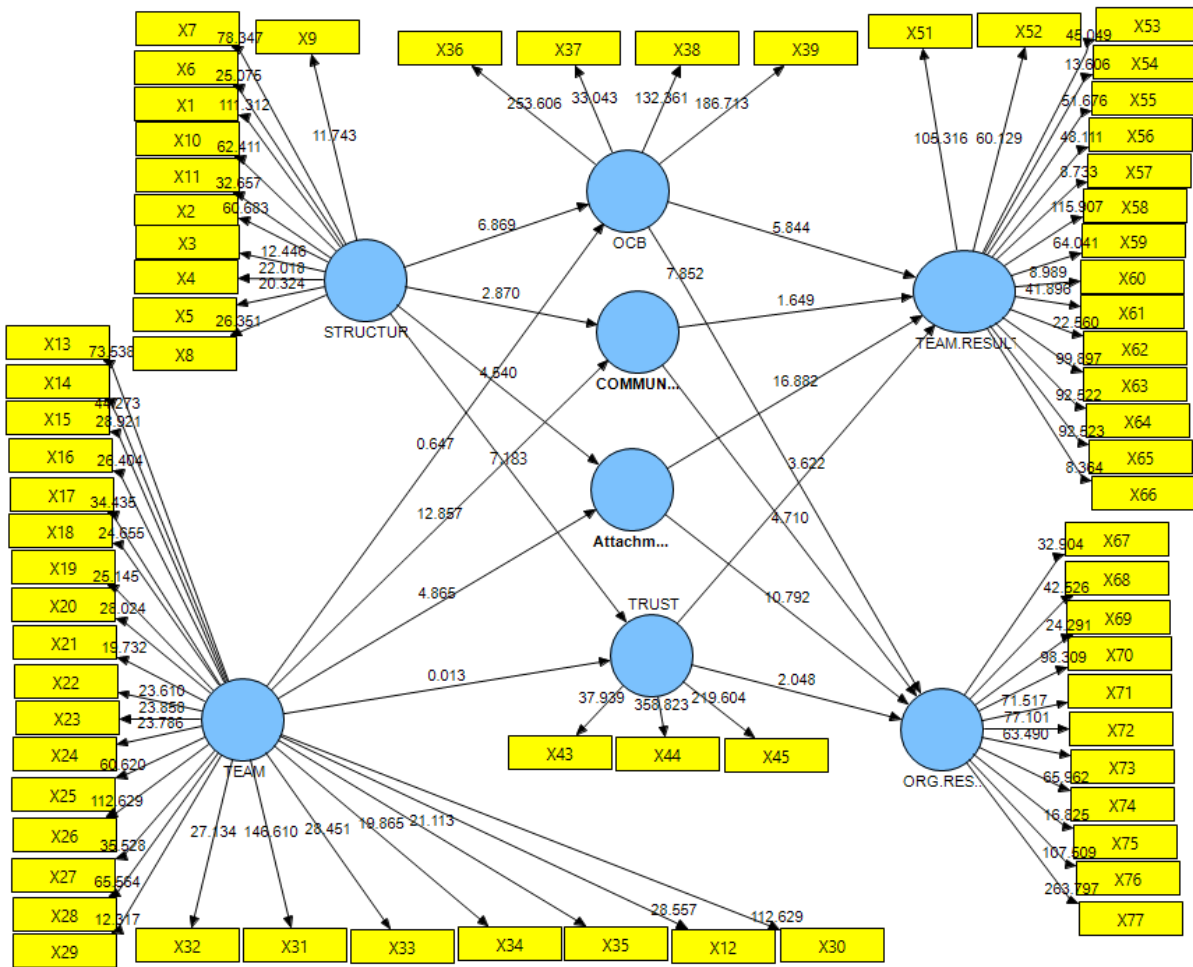 X7
78.347
X9
X6
25.075
X1
111.312
X10
62.411
X11
32.657
X2
60.683
X3
12.446
X4
22.018
X5
20.324
X8
26.351
11.743
STRUCTUR
X36
X37
X38
X39
253.606
33.043
132.361
186.713
OCB
6.869
2.870
4.540
7.183
0.647
12.857
4.865
0.013
COMMUN...
Attachm...
TRUST
37.939
358.823
219.604
X43
X44
X45
5.844
7.852
1.649
16.882
3.622
4.710
10.792
2.048
X51
X52
X53
105.316
60.129
45.049
X54
13.606
X55
51.676
X56
48.111
X57
8.733
X58
115.907
X59
64.041
X60
8.989
X61
41.896
X62
22.560
X63
99.897
X64
92.522
X65
92.523
X66
8.364
TEAM.RESULT
X13
73.538
X14
X15
44.273
28.921
X16
26.404
X17
34.435
X18
24.655
X19
25.145
X20
28.024
X21
19.732
X22
23.610
X23
23.858
X24
23.786
X25
60.620
X26
112.629
X27
35.528
X28
65.564
X29
12.317
TEAM
27.134
146.610
28.451
19.865
21.113
28.557
112.629
X32
X31
X33
X34
X35
X12
X30
X67
32.904
X68
42.526
X69
24.291
X70
98.309
X71
71.517
X72
77.101
X73
63.490
X74
65.962
X75
16.825
X76
107.509
X77
263.797
ORG.RES...